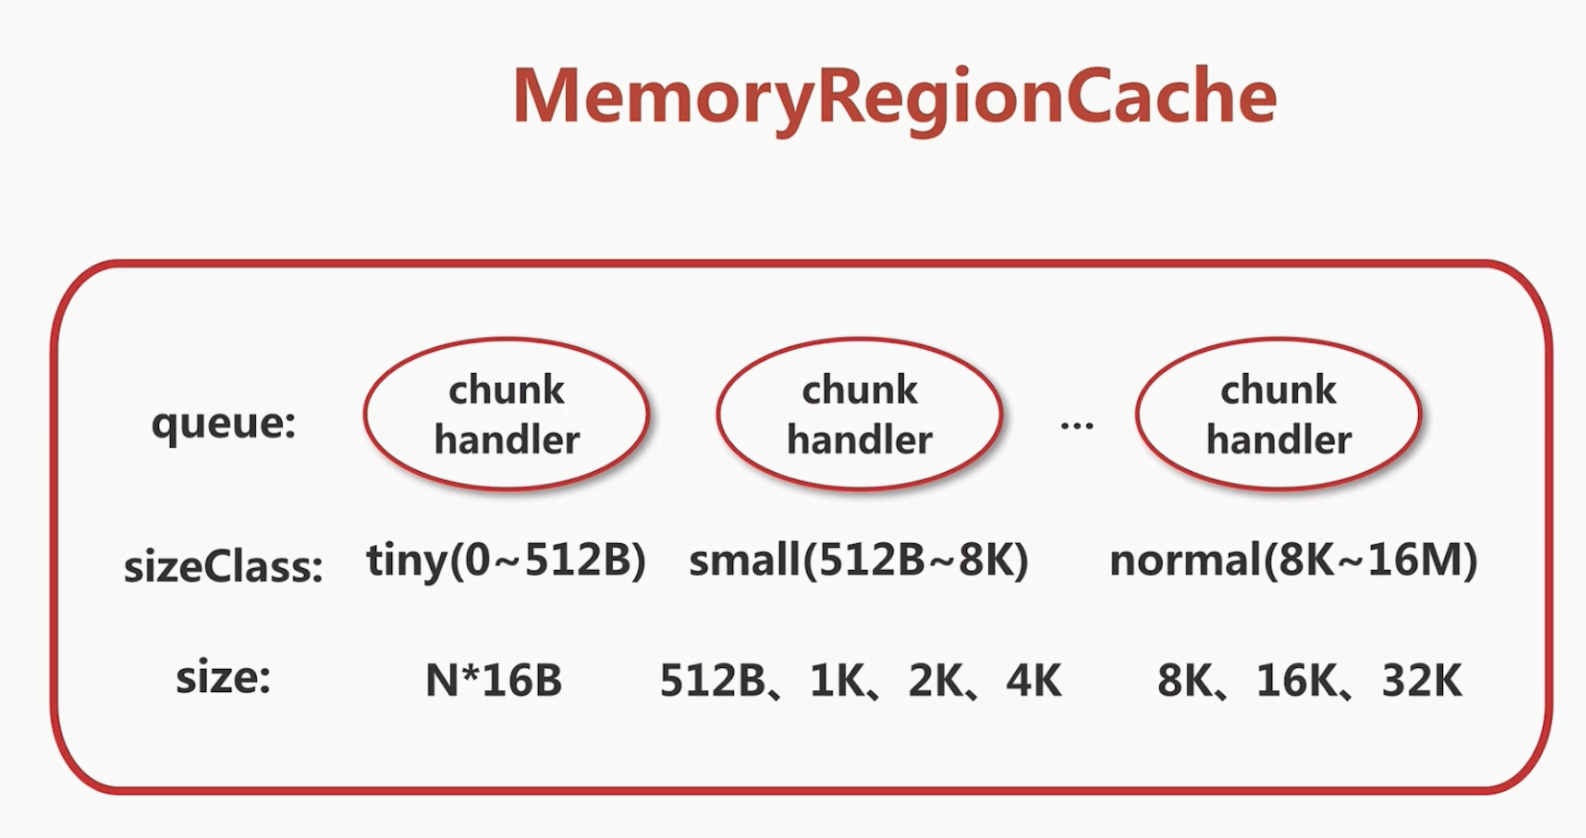 MemoryRegionCache
queue: chunk handler chunk handler ... chunk handler
sizeClass: tiny(0~512B) small(512B~8K) normal(8K~16M)
size: N*16B 512B、1K、2K、4K 8K、16K、32K